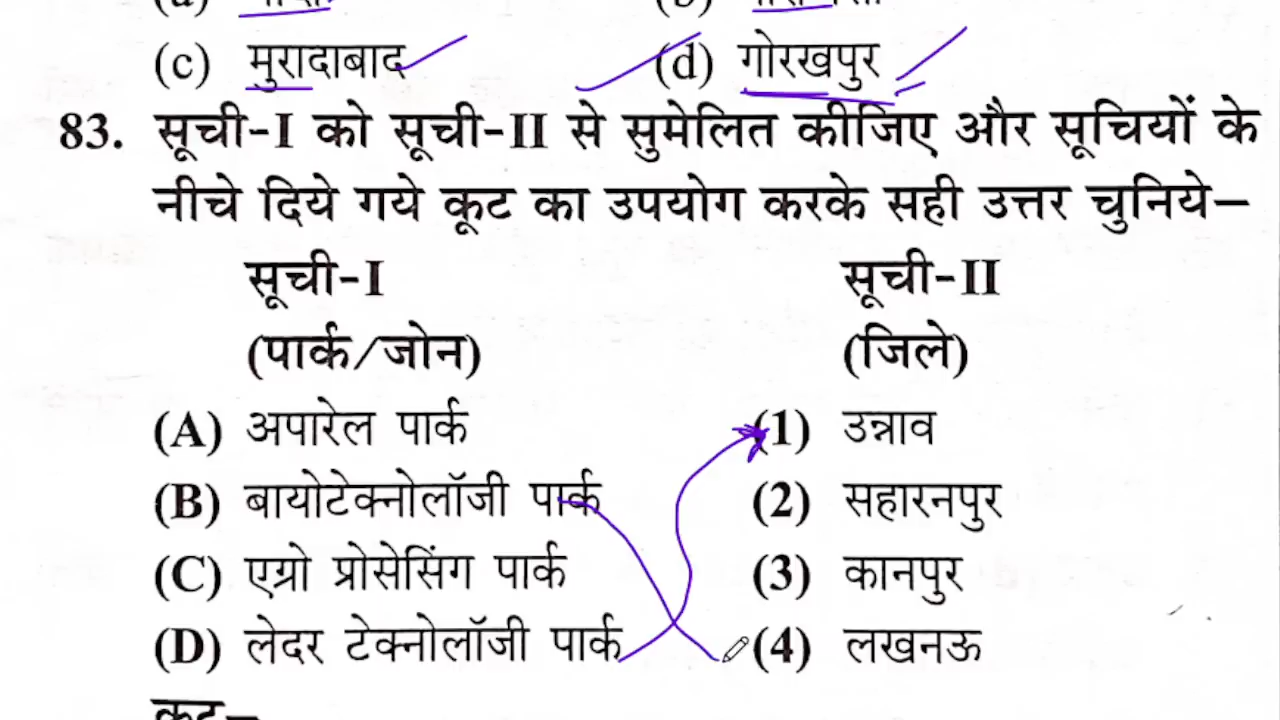 (c) मुरादाबाद (d) गोरखपुर
83. सूची-I को सूची-II से सुमेलित कीजिए और सूचियों के
नीचे दिये गये कूट का उपयोग करके सही उत्तर चुनिये–
सूची-I सूची-II
(पार्क/जोन) (जिले)
(A) अपारेल पार्क (1) उन्नाव
(B) बायोटेक्नोलॉजी पार्क (2) सहारनपुर
(C) एग्रो प्रोसेसिंग पार्क (3) कानपुर
(D) लेदर टेक्नोलॉजी पार्क (4) लखनऊ